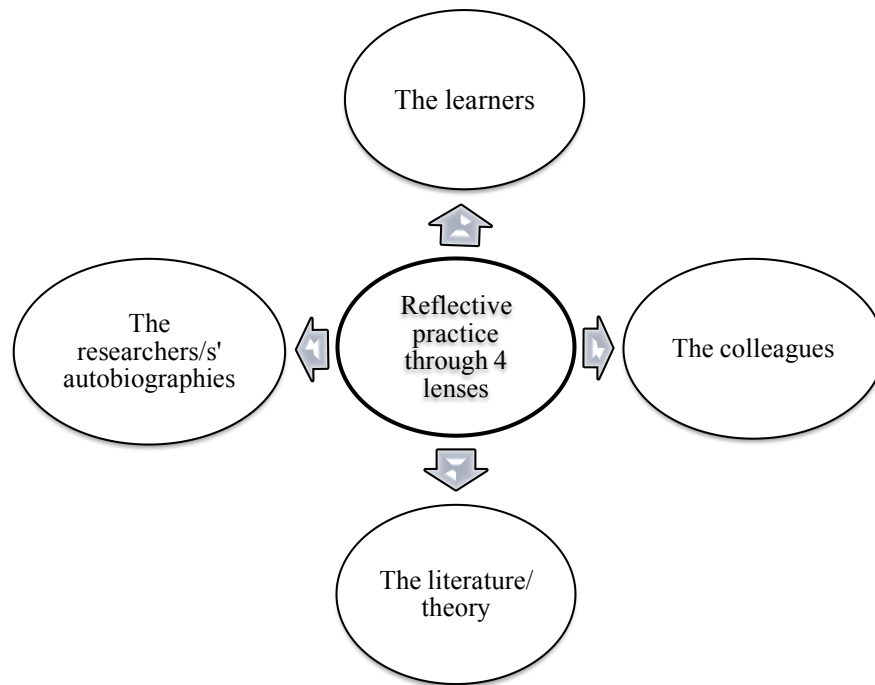 The learners
The
researchers/s'
autobiographies
Reflective
practice
through 4
lenses
The colleagues
The literature/
theory